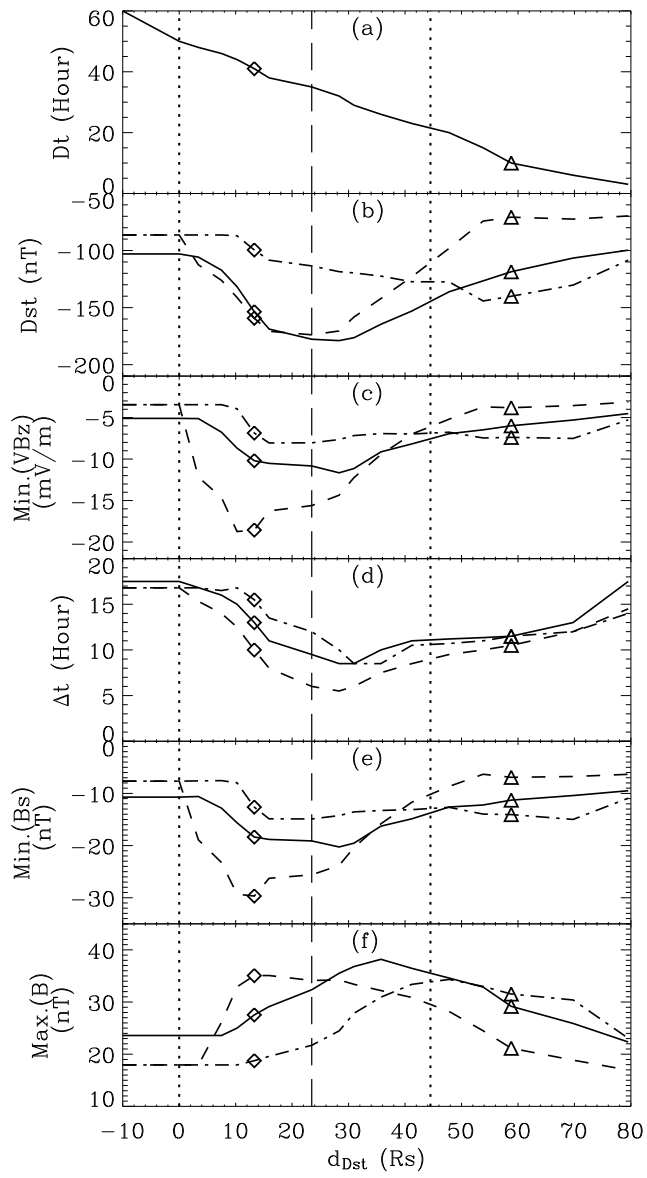 60
(a)
40
Dt (Hour)
20
0
-50
(b)
-100
Dst (nT)
-150
-200
0
(c)
-5
Min.(VBz)
(mV/m)
-10
-15
-20
20
(d)
15
Δt (Hour)
10
5
0
0
(e)
-10
Min.(Bs)
(nT)
-20
-30
(f)
40
Max.(B)
(nT)
30
20
10
-10 0 10 20 30 40 50 60 70 80
dDst (Rs)